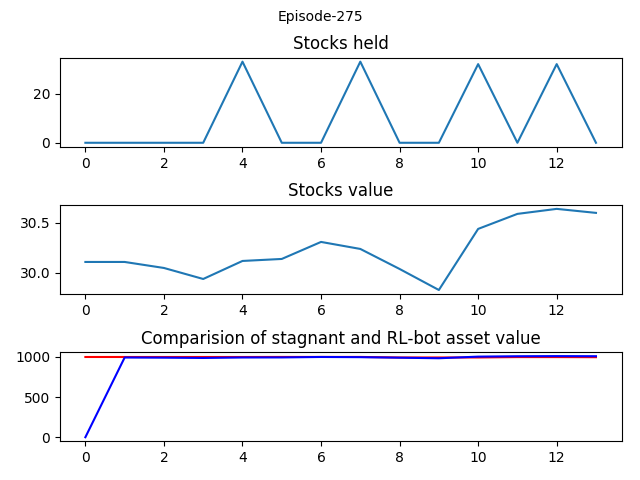 Episode-275
Stocks held
20
0
0 2 4 6 8 10 12
Stocks value
30.5
30.0
0 2 4 6 8 10 12
Comparision of stagnant and RL-bot asset value
1000
500
0
0 2 4 6 8 10 12